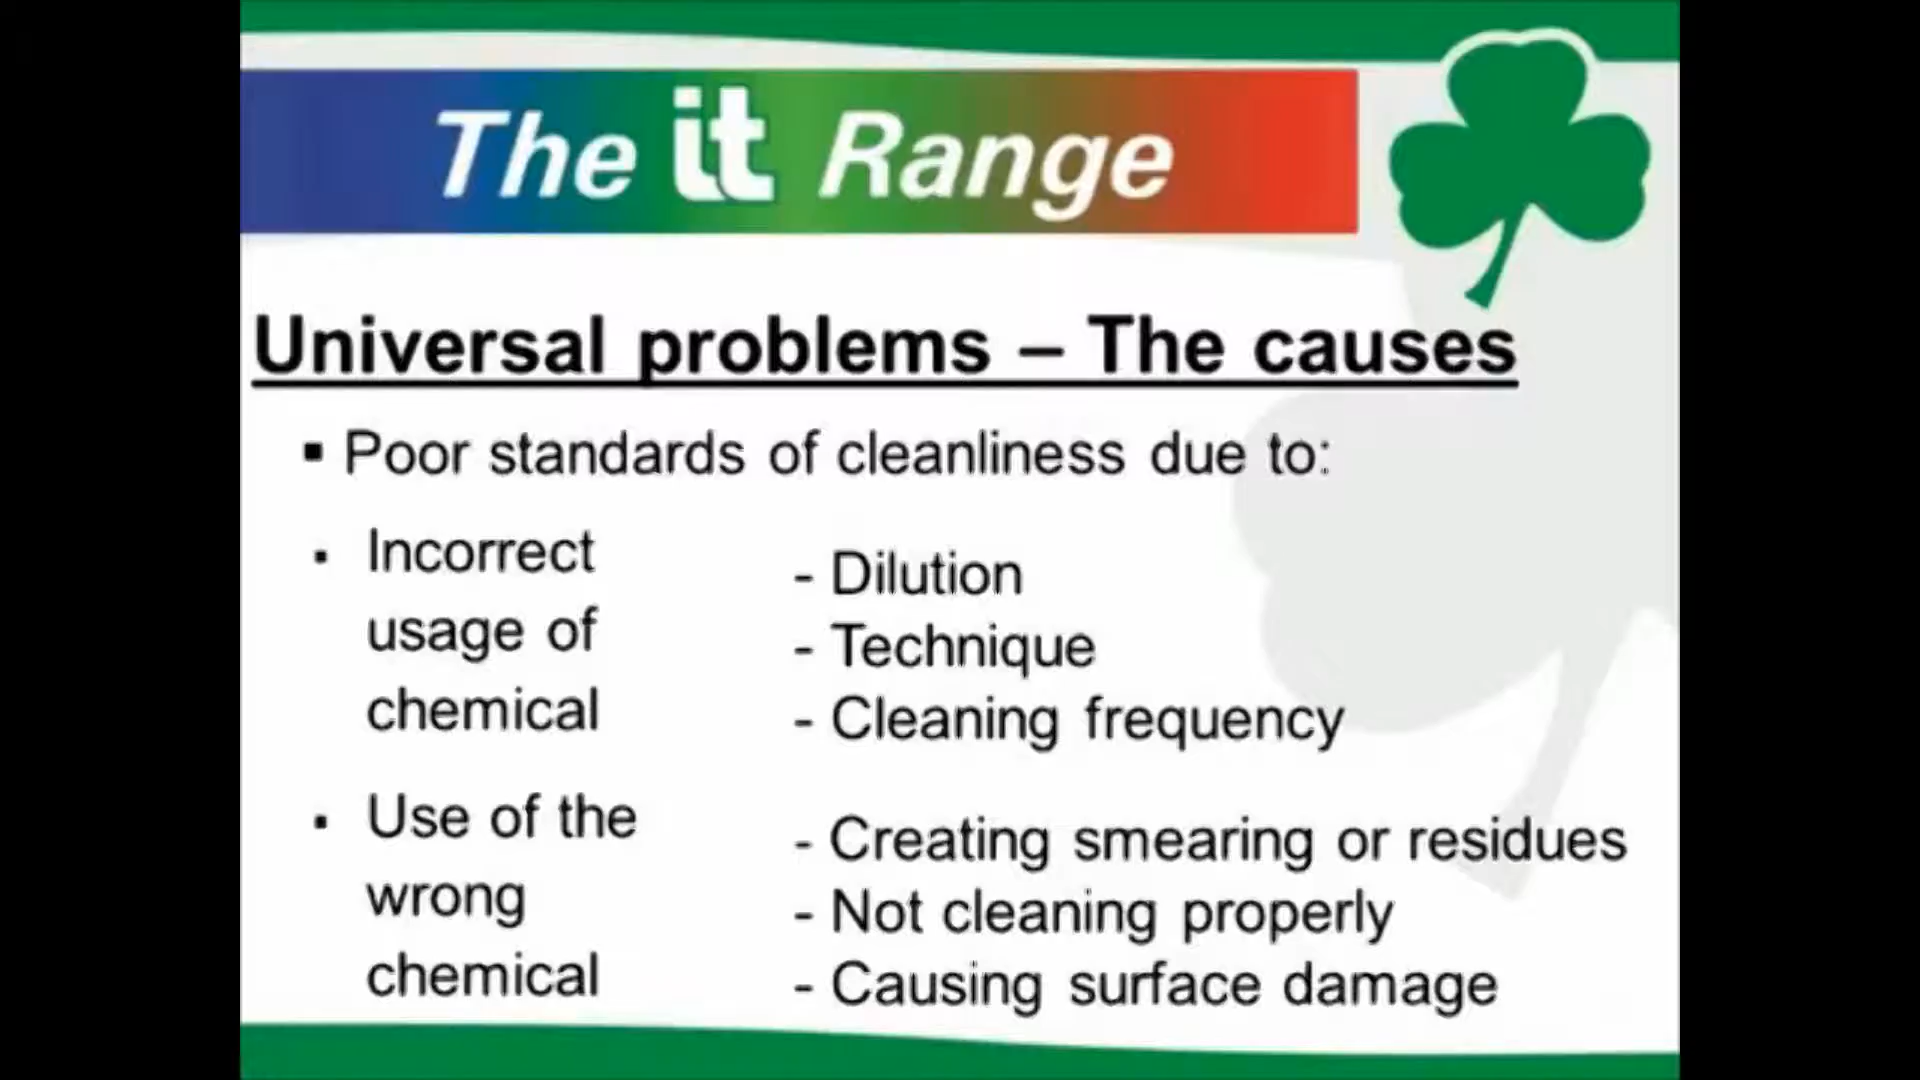 The it Range
Universal problems – The causes
▪ Poor standards of cleanliness due to:
▪ Incorrect
usage of
chemical
- Dilution
- Technique
- Cleaning frequency
▪ Use of the
wrong
chemical
- Creating smearing or residues
- Not cleaning properly
- Causing surface damage